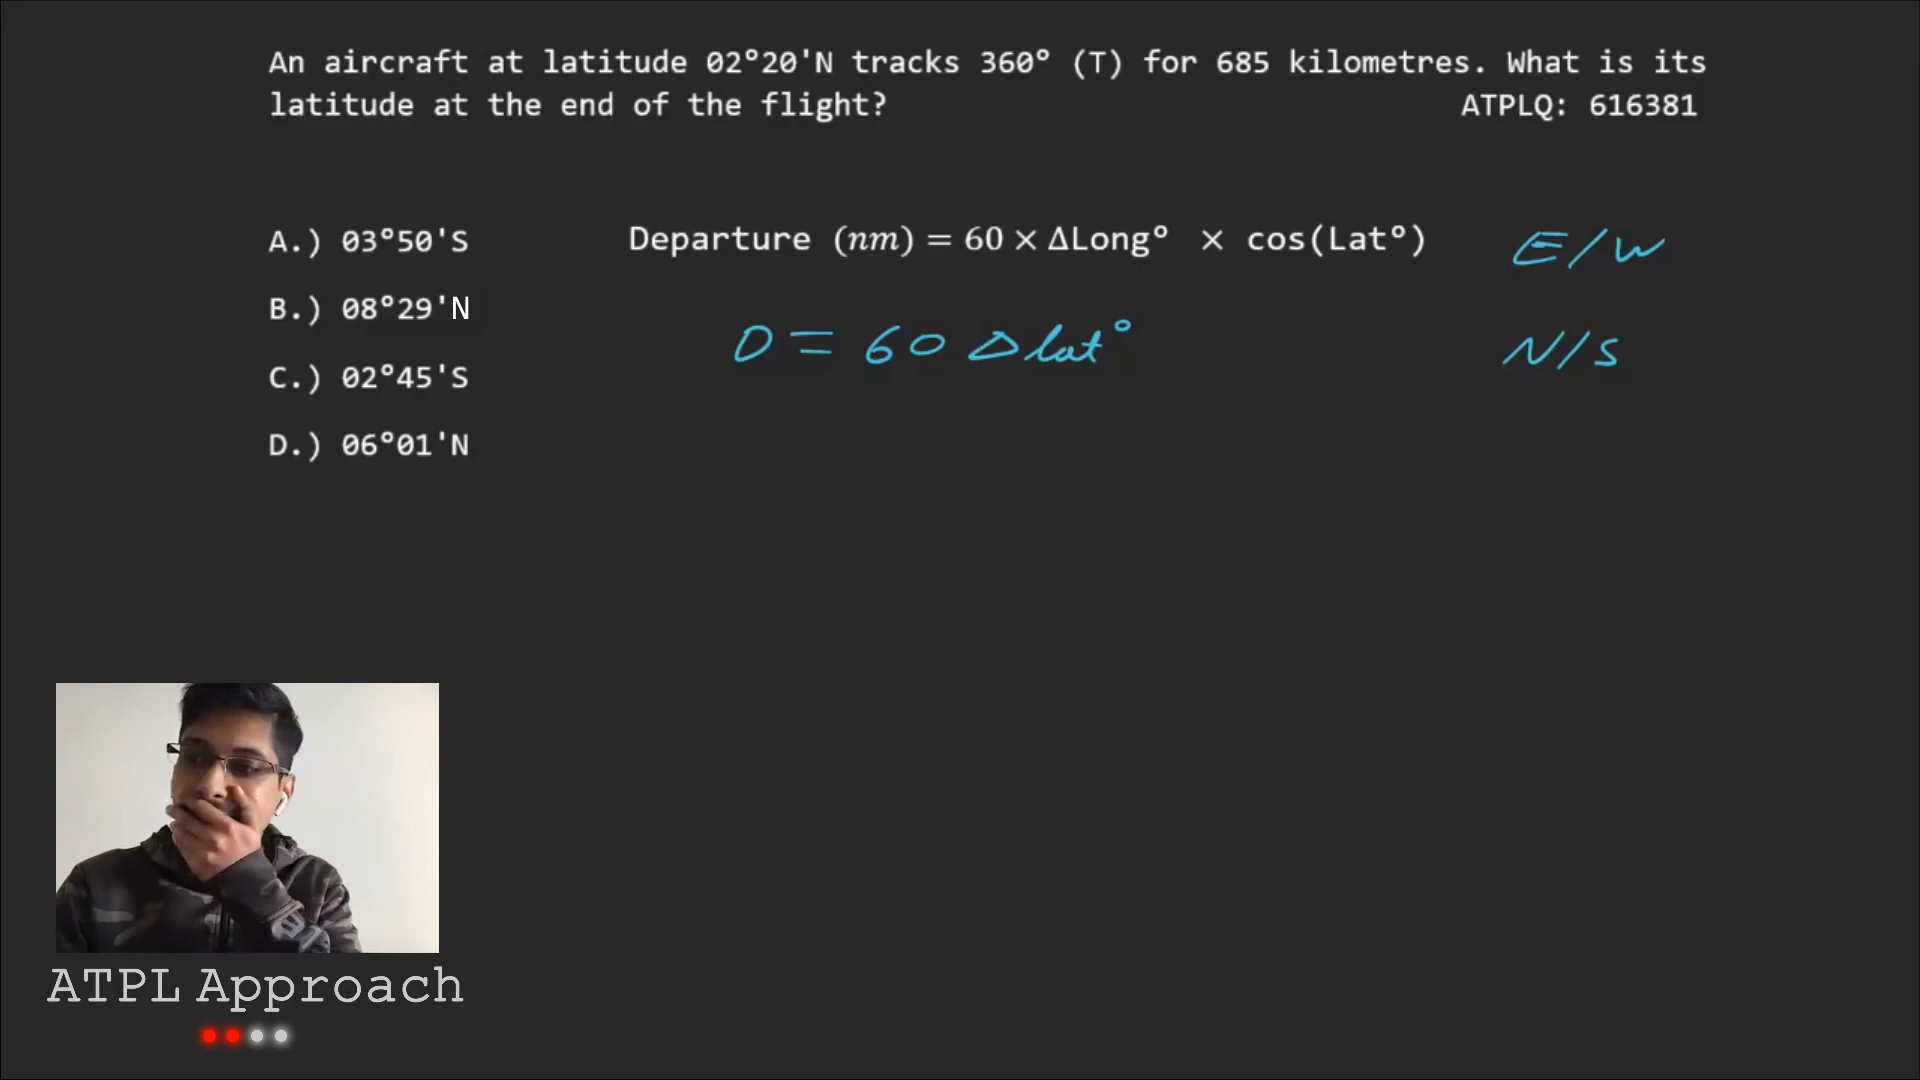 An aircraft at latitude 02°20'N tracks 360° (T) for 685 kilometres. What is its
latitude at the end of the flight? ATPLQ: 616381
A.) 03°50'S
Departure (nm) = 60 × ΔLong° × cos(Lat°)
E/W
B.) 08°29'N
D = 60 Δlat°
N/S
C.) 02°45'S
D.) 06°01'N
ATPL Approach